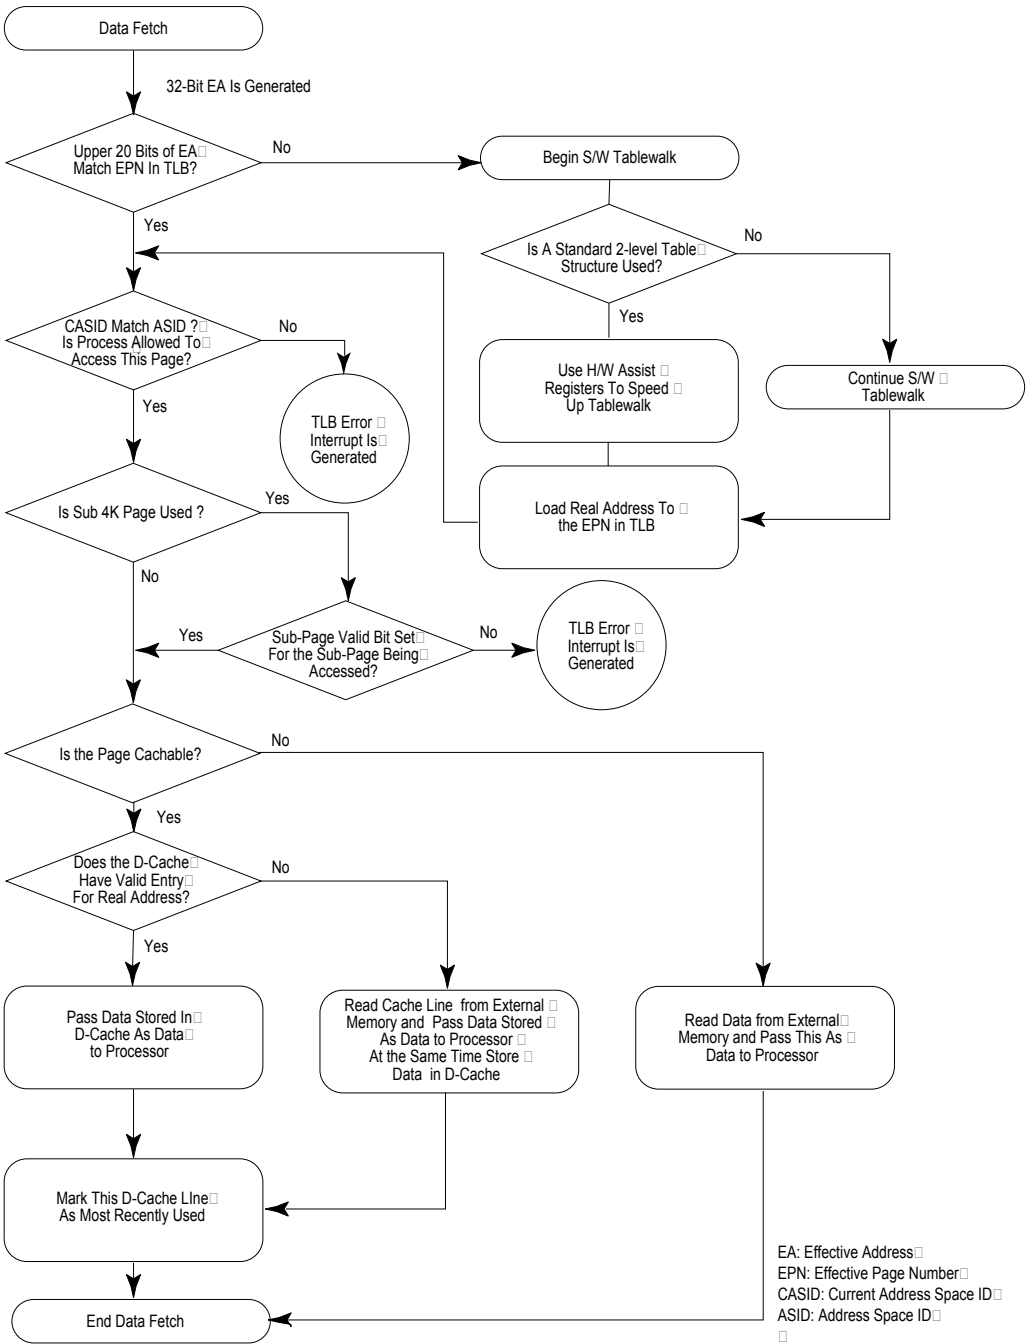 Data Fetch
32-Bit EA Is Generated
Upper 20 Bits of EA
Match EPN In TLB?
No
Begin S/W Tablewalk
Yes
Is A Standard 2-level Table
Structure Used?
No
Yes
CASID Match ASID ?
Is Process Allowed To
Access This Page?
No
Yes
Use H/W Assist
Registers To Speed
Up Tablewalk
Continue S/W
Tablewalk
TLB Error
Interrupt Is
Generated
Is Sub 4K Page Used ?
Yes
No
Load Real Address To
the EPN in TLB
Sub-Page Valid Bit Set
For the Sub-Page Being
Accessed?
Yes
No
TLB Error
Interrupt Is
Generated
Is the Page Cachable?
No
Yes
Does the D-Cache
Have Valid Entry
For Real Address?
No
Yes
Pass Data Stored In
D-Cache As Data
to Processor
Read Cache Line from External
Memory and Pass Data Stored
As Data to Processor
At the Same Time Store
Data in D-Cache
Read Data from External
Memory and Pass This As
Data to Processor
Mark This D-Cache LIne
As Most Recently Used
End Data Fetch
EA: Effective Address
EPN: Effective Page Number
CASID: Current Address Space ID
ASID: Address Space ID